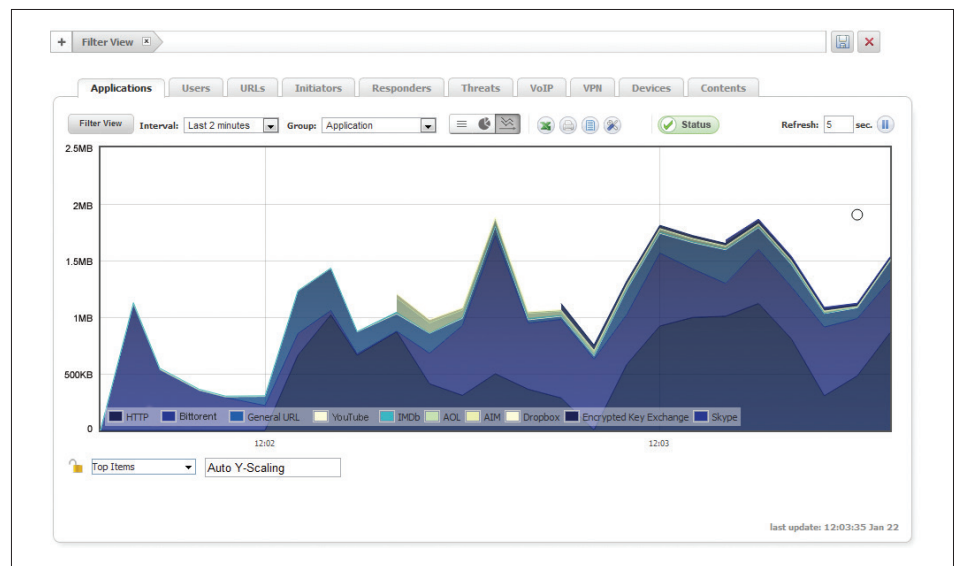 + Filter View x
Applications Users URLs Initiators Responders Threats VoIP VPN Devices Contents
Filter View Interval: Last 2 minutes Group: Application Status Refresh: 5 sec.
2.5MB
2MB
1.5MB
1MB
500KB
0
HTTP Bittorent General URL YouTube IMDb AOL AIM Dropbox Encrypted Key Exchange Skype
12:02 12:03
Top Items Auto Y-Scaling
last update: 12:03:35 Jan 22